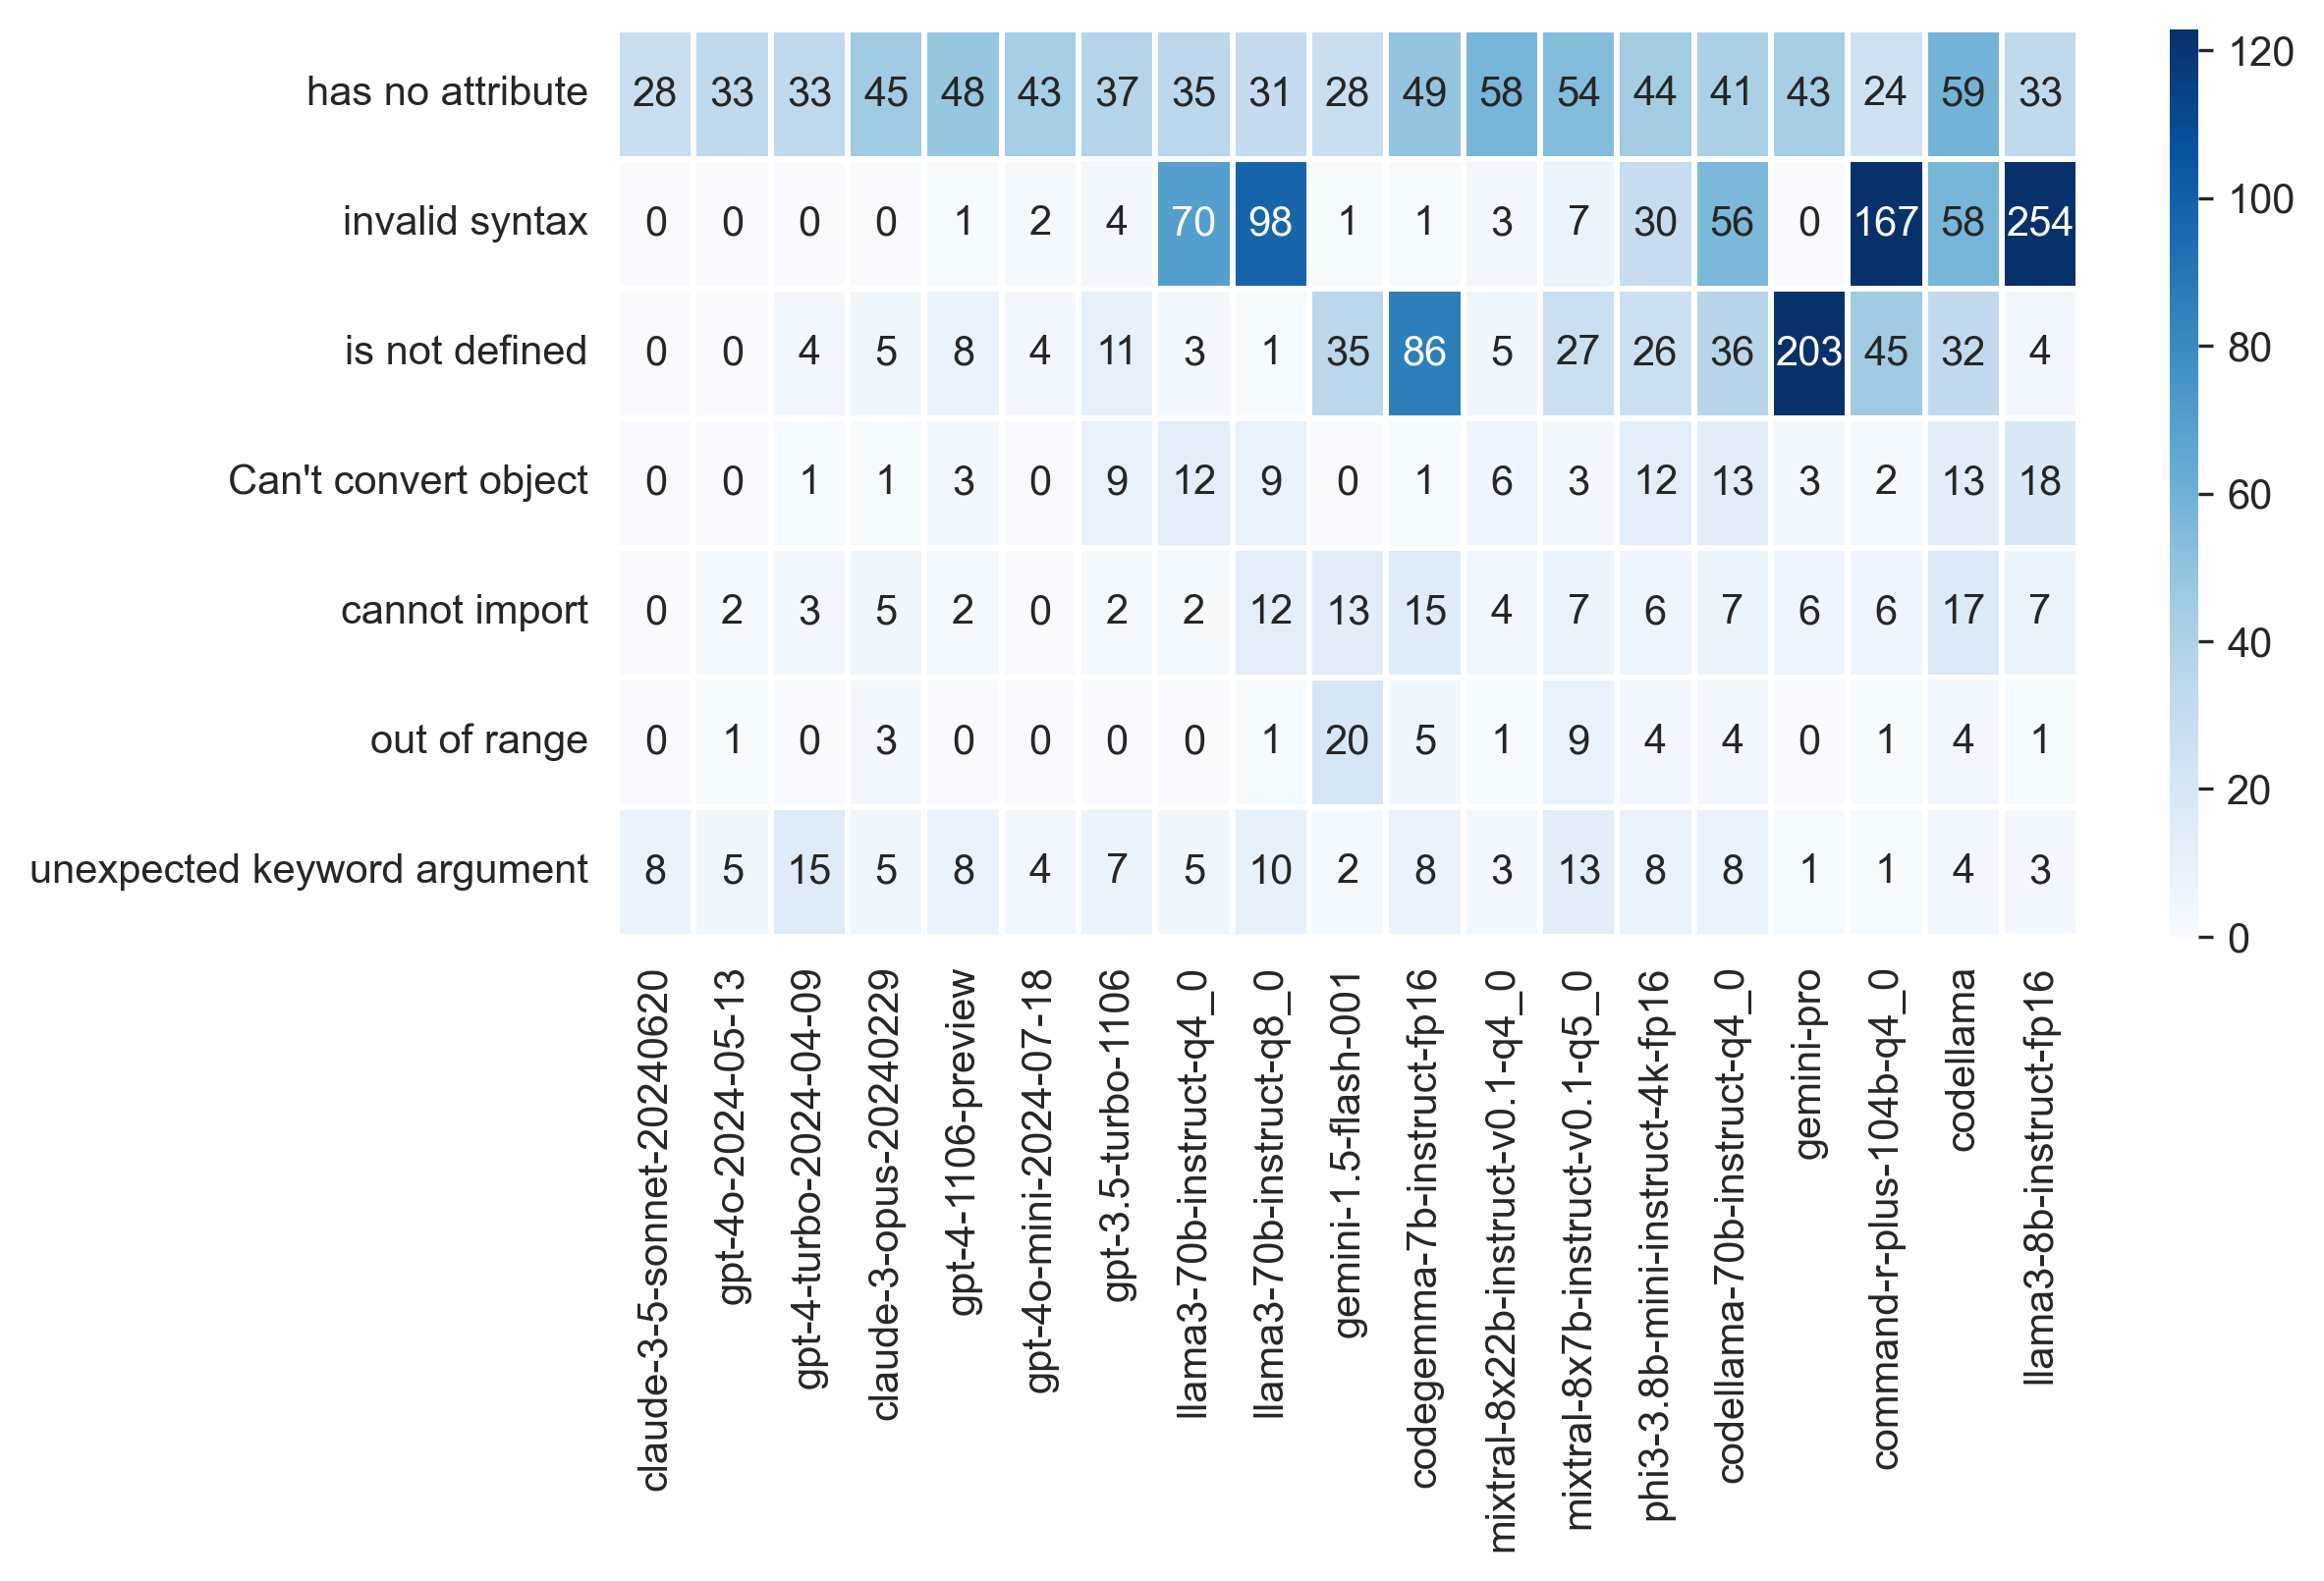 has no attribute 28 33 33 45 48 43 37 35 31 28 49 58 54 44 41 43 24 59 33
invalid syntax 0 0 0 0 1 2 4 70 98 1 1 3 7 30 56 0 167 58 254
is not defined 0 0 4 5 8 4 11 3 1 35 86 5 27 26 36 203 45 32 4
Can't convert object 0 0 1 1 3 0 9 12 9 0 1 6 3 12 13 3 2 13 18
cannot import 0 2 3 5 2 0 2 2 12 13 15 4 7 6 7 6 6 17 7
out of range 0 1 0 3 0 0 0 0 1 20 5 1 9 4 4 0 1 4 1
unexpected keyword argument 8 5 15 5 8 4 7 5 10 2 8 3 13 8 8 1 1 4 3
claude-3-5-sonnet-20240620
gpt-4o-2024-05-13
gpt-4-turbo-2024-04-09
claude-3-opus-20240229
gpt-4-1106-preview
gpt-4o-mini-2024-07-18
gpt-3.5-turbo-1106
llama3-70b-instruct-q4_0
llama3-70b-instruct-q8_0
gemini-1.5-flash-001
codegemma-7b-instruct-fp16
mixtral-8x22b-instruct-v0.1-q4_0
mixtral-8x7b-instruct-v0.1-q5_0
phi3-3.8b-mini-instruct-4k-fp16
codellama-70b-instruct-q4_0
gemini-pro
command-r-plus-104b-q4_0
codellama
llama3-8b-instruct-fp16
120
100
80
60
40
20
0